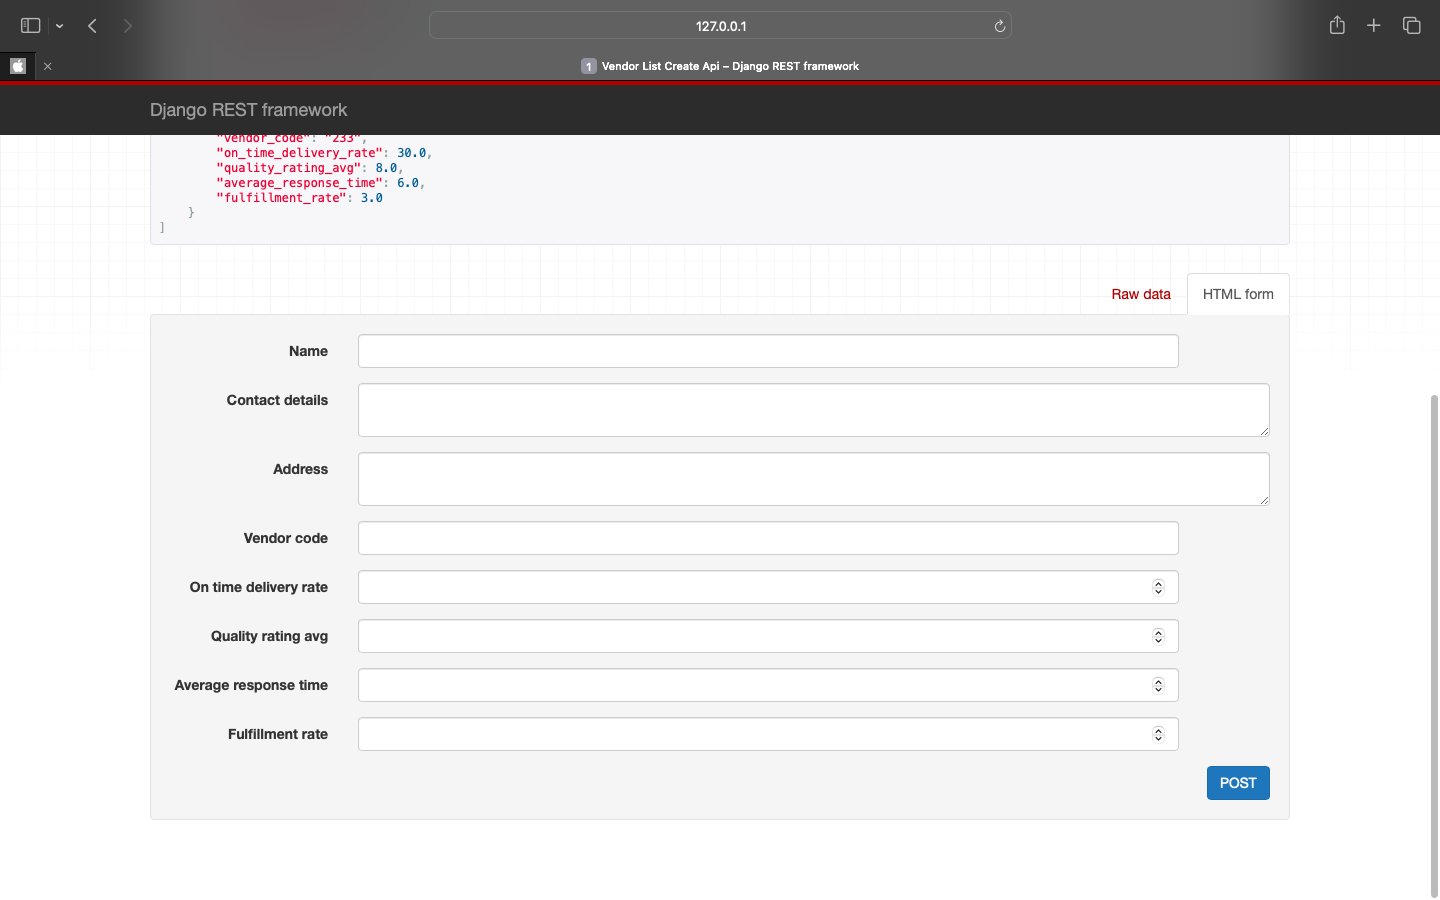 127.0.0.1
1 Vendor List Create Api – Django REST framework
Django REST framework
"vendor_code": "233",
"on_time_delivery_rate": 30.0,
"quality_rating_avg": 8.0,
"average_response_time": 6.0,
"fulfillment_rate": 3.0
}
]
Raw data HTML form
Name
Contact details
Address
Vendor code
On time delivery rate
Quality rating avg
Average response time
Fulfillment rate
POST